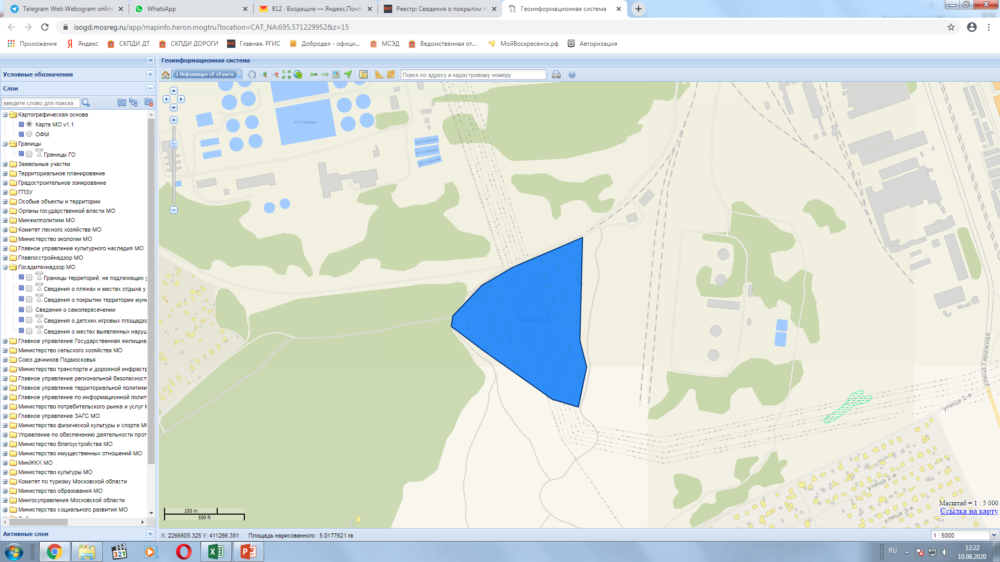 Telegram Web Webogram online
WhatsApp
812 · Входящие — Яндекс.Почта
Реестр: Сведения о покрытии т
Геоинформационная система
isogd.mosreg.ru/app/mapinfo.heron.mogtru?location=CAT_NA:695,571229952&z=15
Приложения
Яндекс
СКПДИ ДТ
СКПДИ ДОРОГИ
Главная. РГИС
Добродел - офици...
МСЭД
Ведомственная от...
МойВоскресенск.рф
Авторизация
Геоинформационная система
Условные обозначения
Информация об объекте
Поиск по адресу и кадастровому номеру
Слои
введите слово для поиска
Картографическая основа
Карта МО v1.1
ОФМ
Границы
Границы ГО
Земельные участки
Территориальное планирование
Градостроительное зонирование
ГПЗУ
Особые объекты и территории
Органы государственной власти МО
Минжилполитики МО
Комитет лесного хозяйства МО
Министерство экологии МО
Главное управление культурного наследия МО
Главгосстройнадзор МО
Госадмтехнадзор МО
Границы территорий, не подлежащих у
Сведения о пляжах и местах отдыха у
Сведения о покрытии территории муни
Сведения о самопересечении
Сведения о детских игровых площадка
Сведения о местах выявленных наруш
Главное управление Государственная жилищна
Министерство сельского хозяйства МО
Союз дачников Подмосковья
Министерство транспорта и дорожной инфрастр
Главное управление региональной безопасност
Главное управление территориальной политики
Главное управление по информационной полит
Министерство потребительского рынка и услуг М
Главное управление ЗАГС МО
Министерство физической культуры и спорта МО
Управление по обеспечению деятельности прот
Министерство благоустройства МО
Министерство имущественных отношений МО
МинЖКХ МО
Министерство культуры МО
Комитет по туризму Московской области
Министерство образования МО
Мингосуправления Московской области
Министерство социального развития МО
Активные слои
отстойник
отстойник
отстойник
отстойник
Восход-2
улица Гаражная
улица 1-я
улица 2-я
улица 3-я
100 m
500 ft
Масштаб = 1 : 5 000
Ссылка на карту
X: 2266605.325 Y: 411266.381
Площадь нарисованного : 5.0177621 га
1 : 5000
321
RU
12:22
10.08.2020